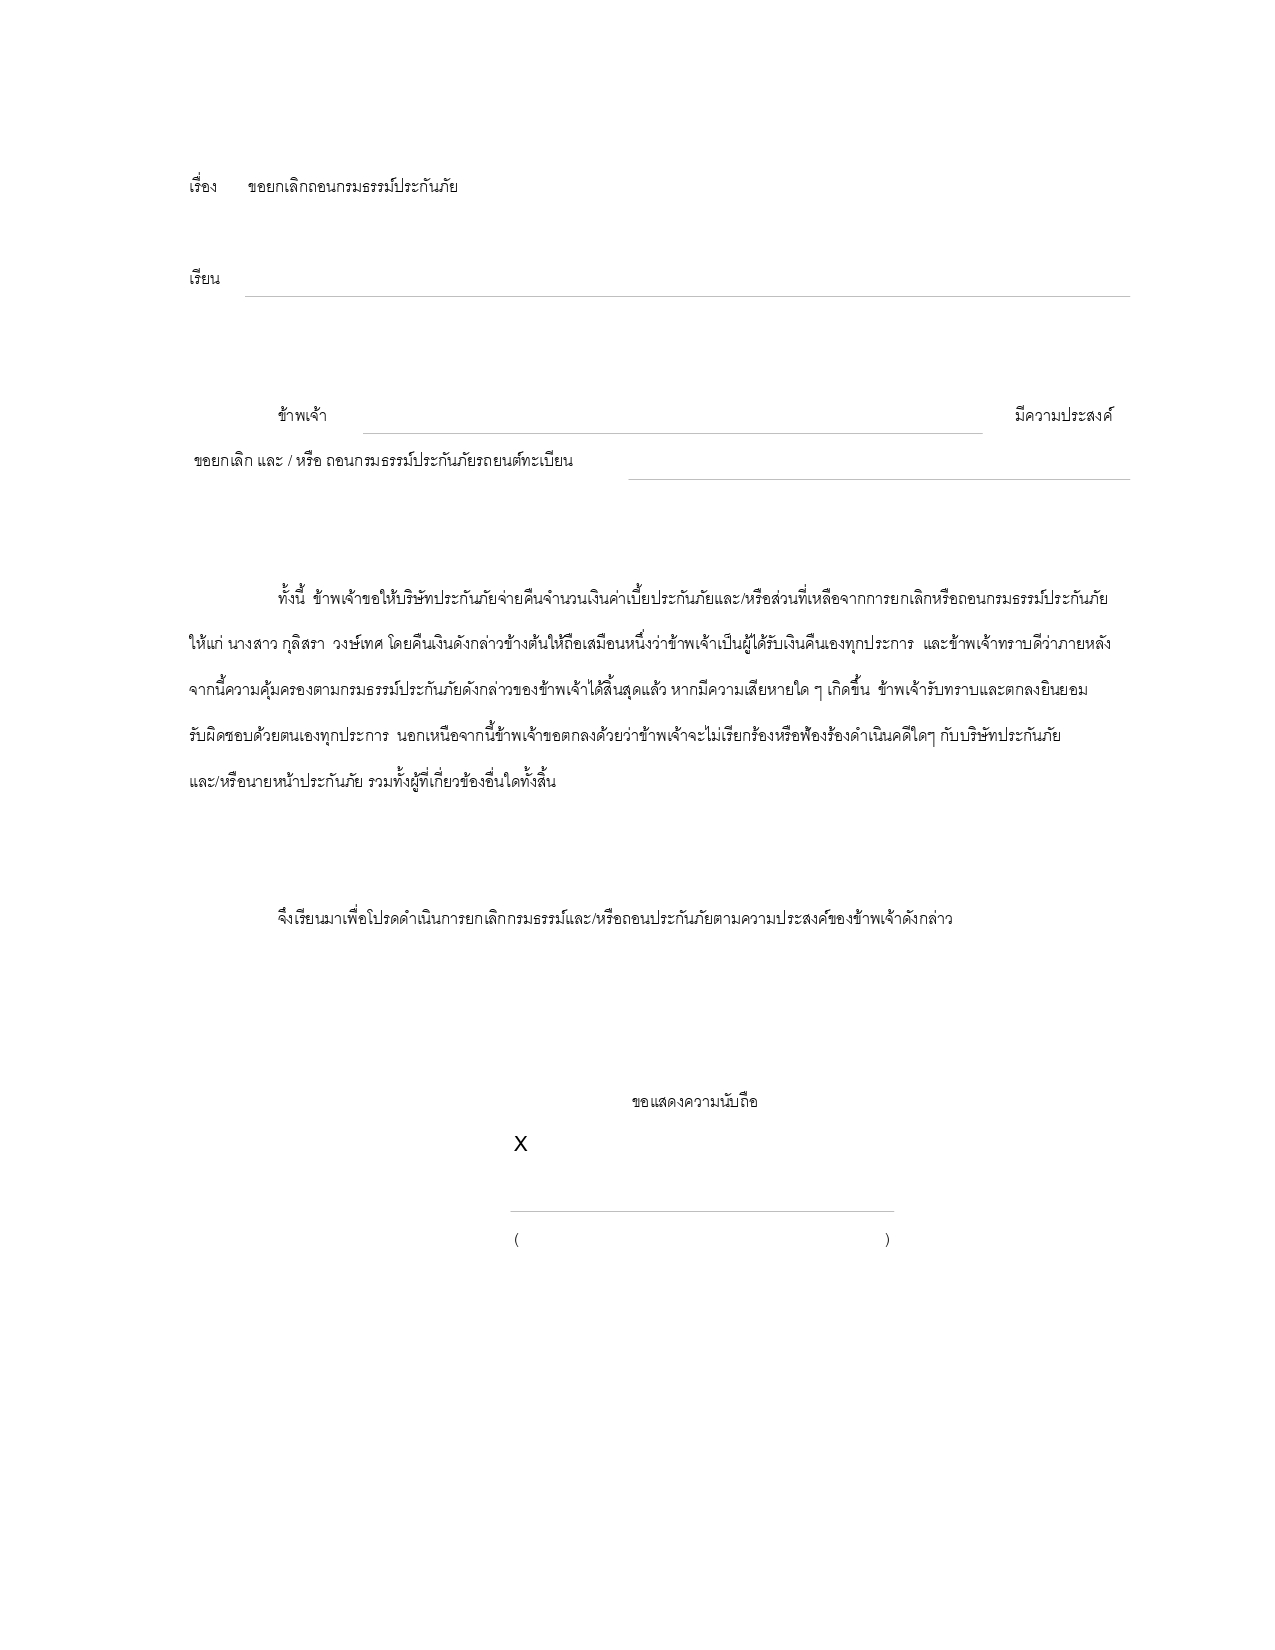 เรื่อง ขอยกเลิกถอนกรมธรรม์ประกันภัย
เรียน
ข้าพเจ้า มีความประสงค์
ขอยกเลิก และ / หรือ ถอนกรมธรรม์ประกันภัยรถยนต์ทะเบียน
ทั้งนี้ ข้าพเจ้าขอให้บริษัทประกันภัยจ่ายคืนจำนวนเงินค่าเบี้ยประกันภัยและ/หรือส่วนที่เหลือจากการยกเลิกหรือถอนกรมธรรม์ประกันภัย
ให้แก่ นางสาว กุลิสรา วงษ์เทศ โดยคืนเงินดังกล่าวข้างต้นให้ถือเสมือนหนึ่งว่าข้าพเจ้าเป็นผู้ได้รับเงินคืนเองทุกประการ และข้าพเจ้าทราบดีว่าภายหลัง
จากนี้ความคุ้มครองตามกรมธรรม์ประกันภัยดังกล่าวของข้าพเจ้าได้สิ้นสุดแล้ว หากมีความเสียหายใด ๆ เกิดขึ้น ข้าพเจ้ารับทราบและตกลงยินยอม
รับผิดชอบด้วยตนเองทุกประการ นอกเหนือจากนี้ข้าพเจ้าขอตกลงด้วยว่าข้าพเจ้าจะไม่เรียกร้องหรือฟ้องร้องดำเนินคดีใดๆ กับบริษัทประกันภัย
และ/หรือนายหน้าประกันภัย รวมทั้งผู้ที่เกี่ยวข้องอื่นใดทั้งสิ้น
จึงเรียนมาเพื่อโปรดดำเนินการยกเลิกกรมธรรม์และ/หรือถอนประกันภัยตามความประสงค์ของข้าพเจ้าดังกล่าว
ขอแสดงความนับถือ
X
( )